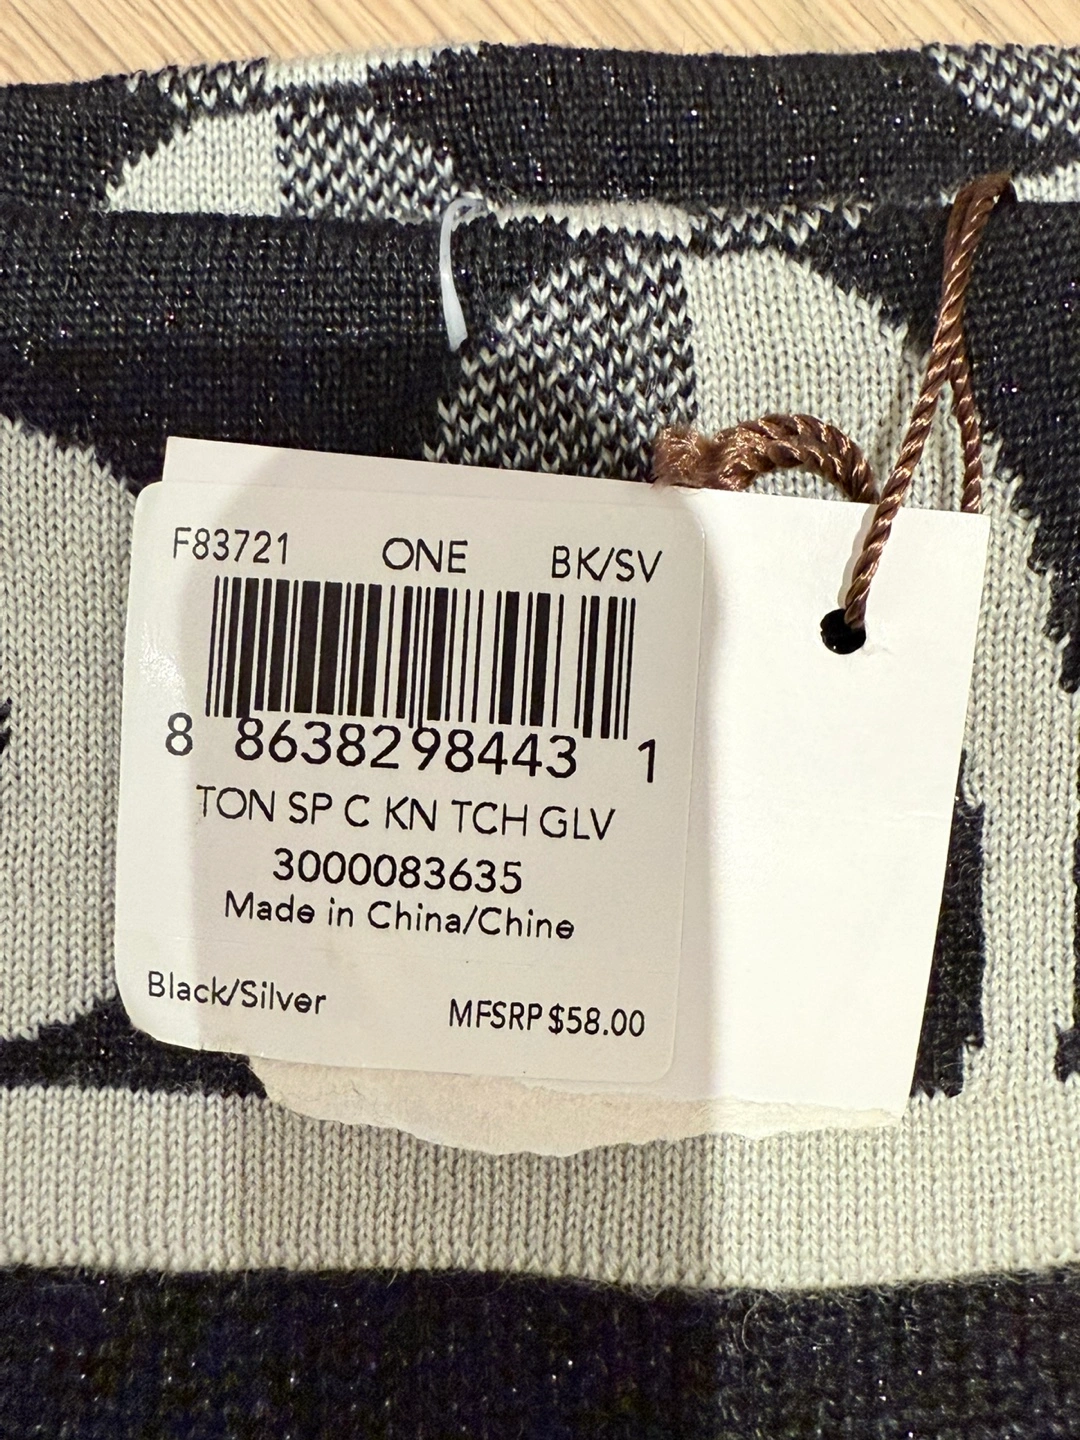 F83721 ONE BK/SV
8 8638298443 1
TON SP C KN TCH GLV
3000083635
Made in China/Chine
Black/Silver MFSRP $58.00